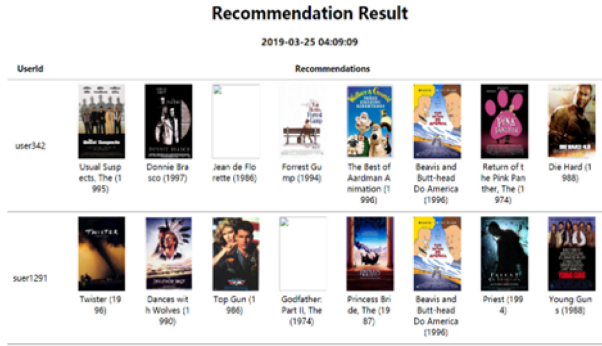 Recommendation Result
2019-03-25 04:09:09
UserId Recommendations
user342
Usual Susp
ects, The (1
995)
Donnie Bra
sco (1997)
Jean de Flo
rette (1986)
Forrest Gu
mp (1994)
The Best of
Aardman A
nimation (1
996)
Beavis and
Butt-head
Do America
(1996)
Return of t
he Pink Pan
ther, The (1
974)
Die Hard (1
988)
suer1291
TWISTER
Twister (19
96)
Dances wit
h Wolves (1
990)
Top Gun (1
986)
Godfather:
Part II, The
(1974)
Princess Bri
de, The (19
87)
Beavis and
Butt-head
Do America
(1996)
Priest (199
4)
Young Gun
s (1988)